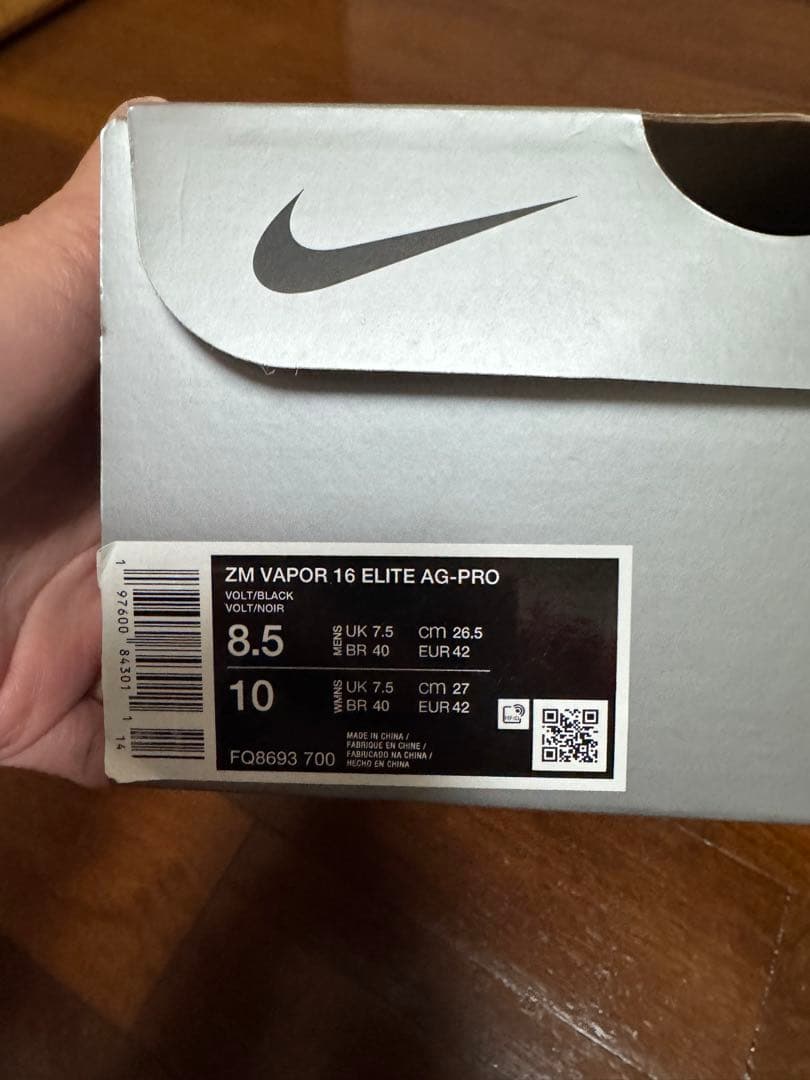 ZM VAPOR 16 ELITE AG-PRO
VOLT/BLACK
VOLT/NOIR
8.5 MENS UK 7.5 cm 26.5
BR 40 EUR 42
10 WMNS UK 7.5 cm 27
BR 40 EUR 42
FQ8693 700
MADE IN CHINA /
FABRIQUE EN CHINE /
FABRICADO NA CHINA /
HECHO EN CHINA
RFID
1 97600 84301 1 14